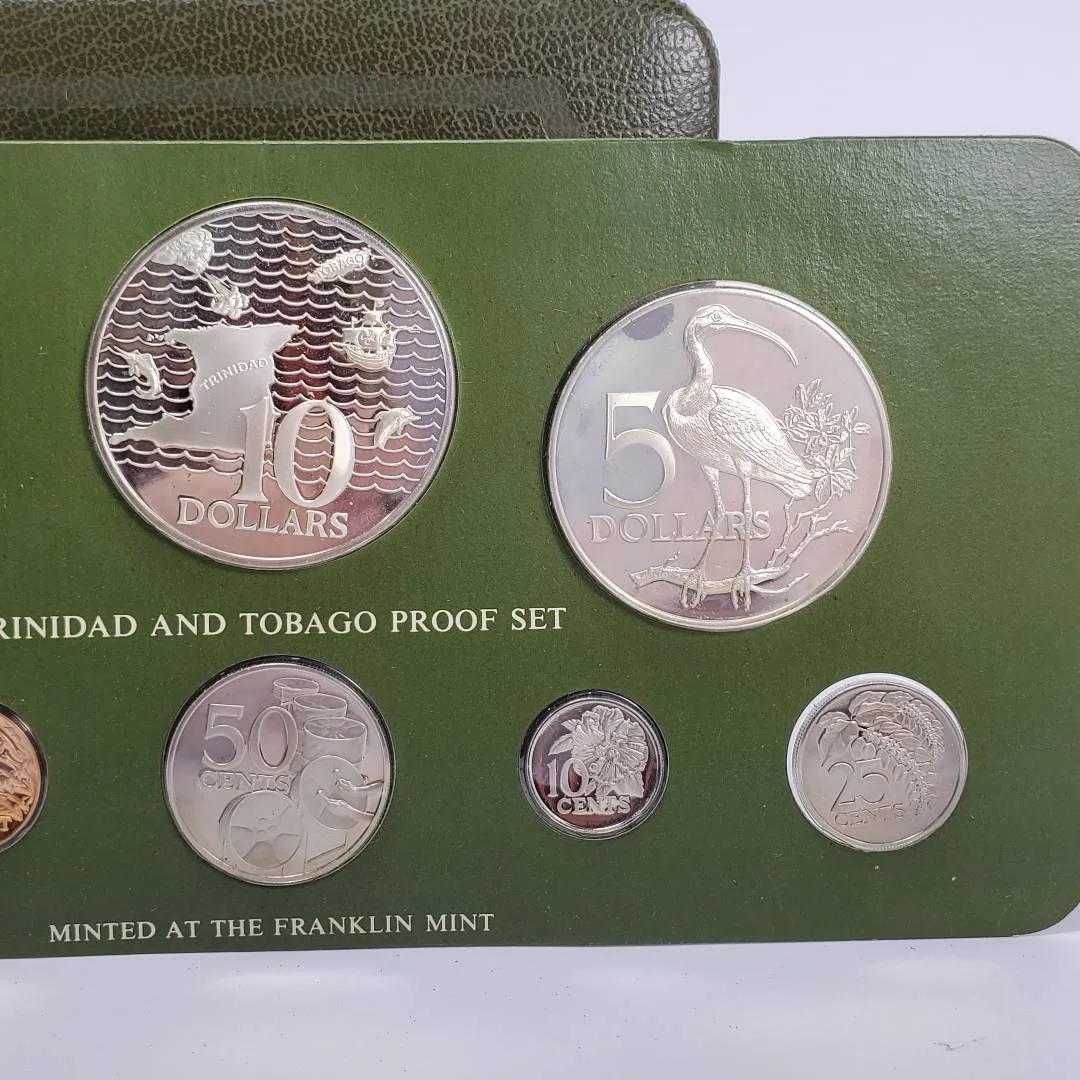 TOBAGO
TRINIDAD
10
DOLLARS
5
DOLLARS
RINIDAD AND TOBAGO PROOF SET
50
CENTS
10
CENTS
25
CENTS
MINTED AT THE FRANKLIN MINT